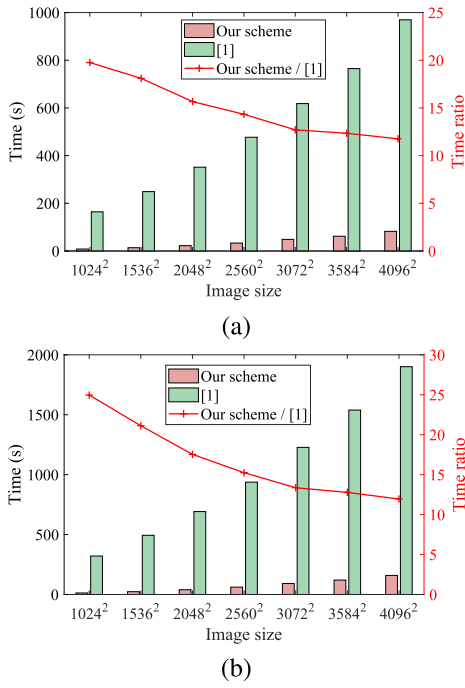 1000
800
600
400
200
0
Time (s)
25
20
15
10
5
0
Time ratio
Our scheme
[1]
Our scheme / [1]
1024² 1536² 2048² 2560² 3072² 3584² 4096²
Image size
(a)
2000
1500
1000
500
0
Time (s)
30
25
20
15
10
5
0
Time ratio
Our scheme
[1]
Our scheme / [1]
1024² 1536² 2048² 2560² 3072² 3584² 4096²
Image size
(b)